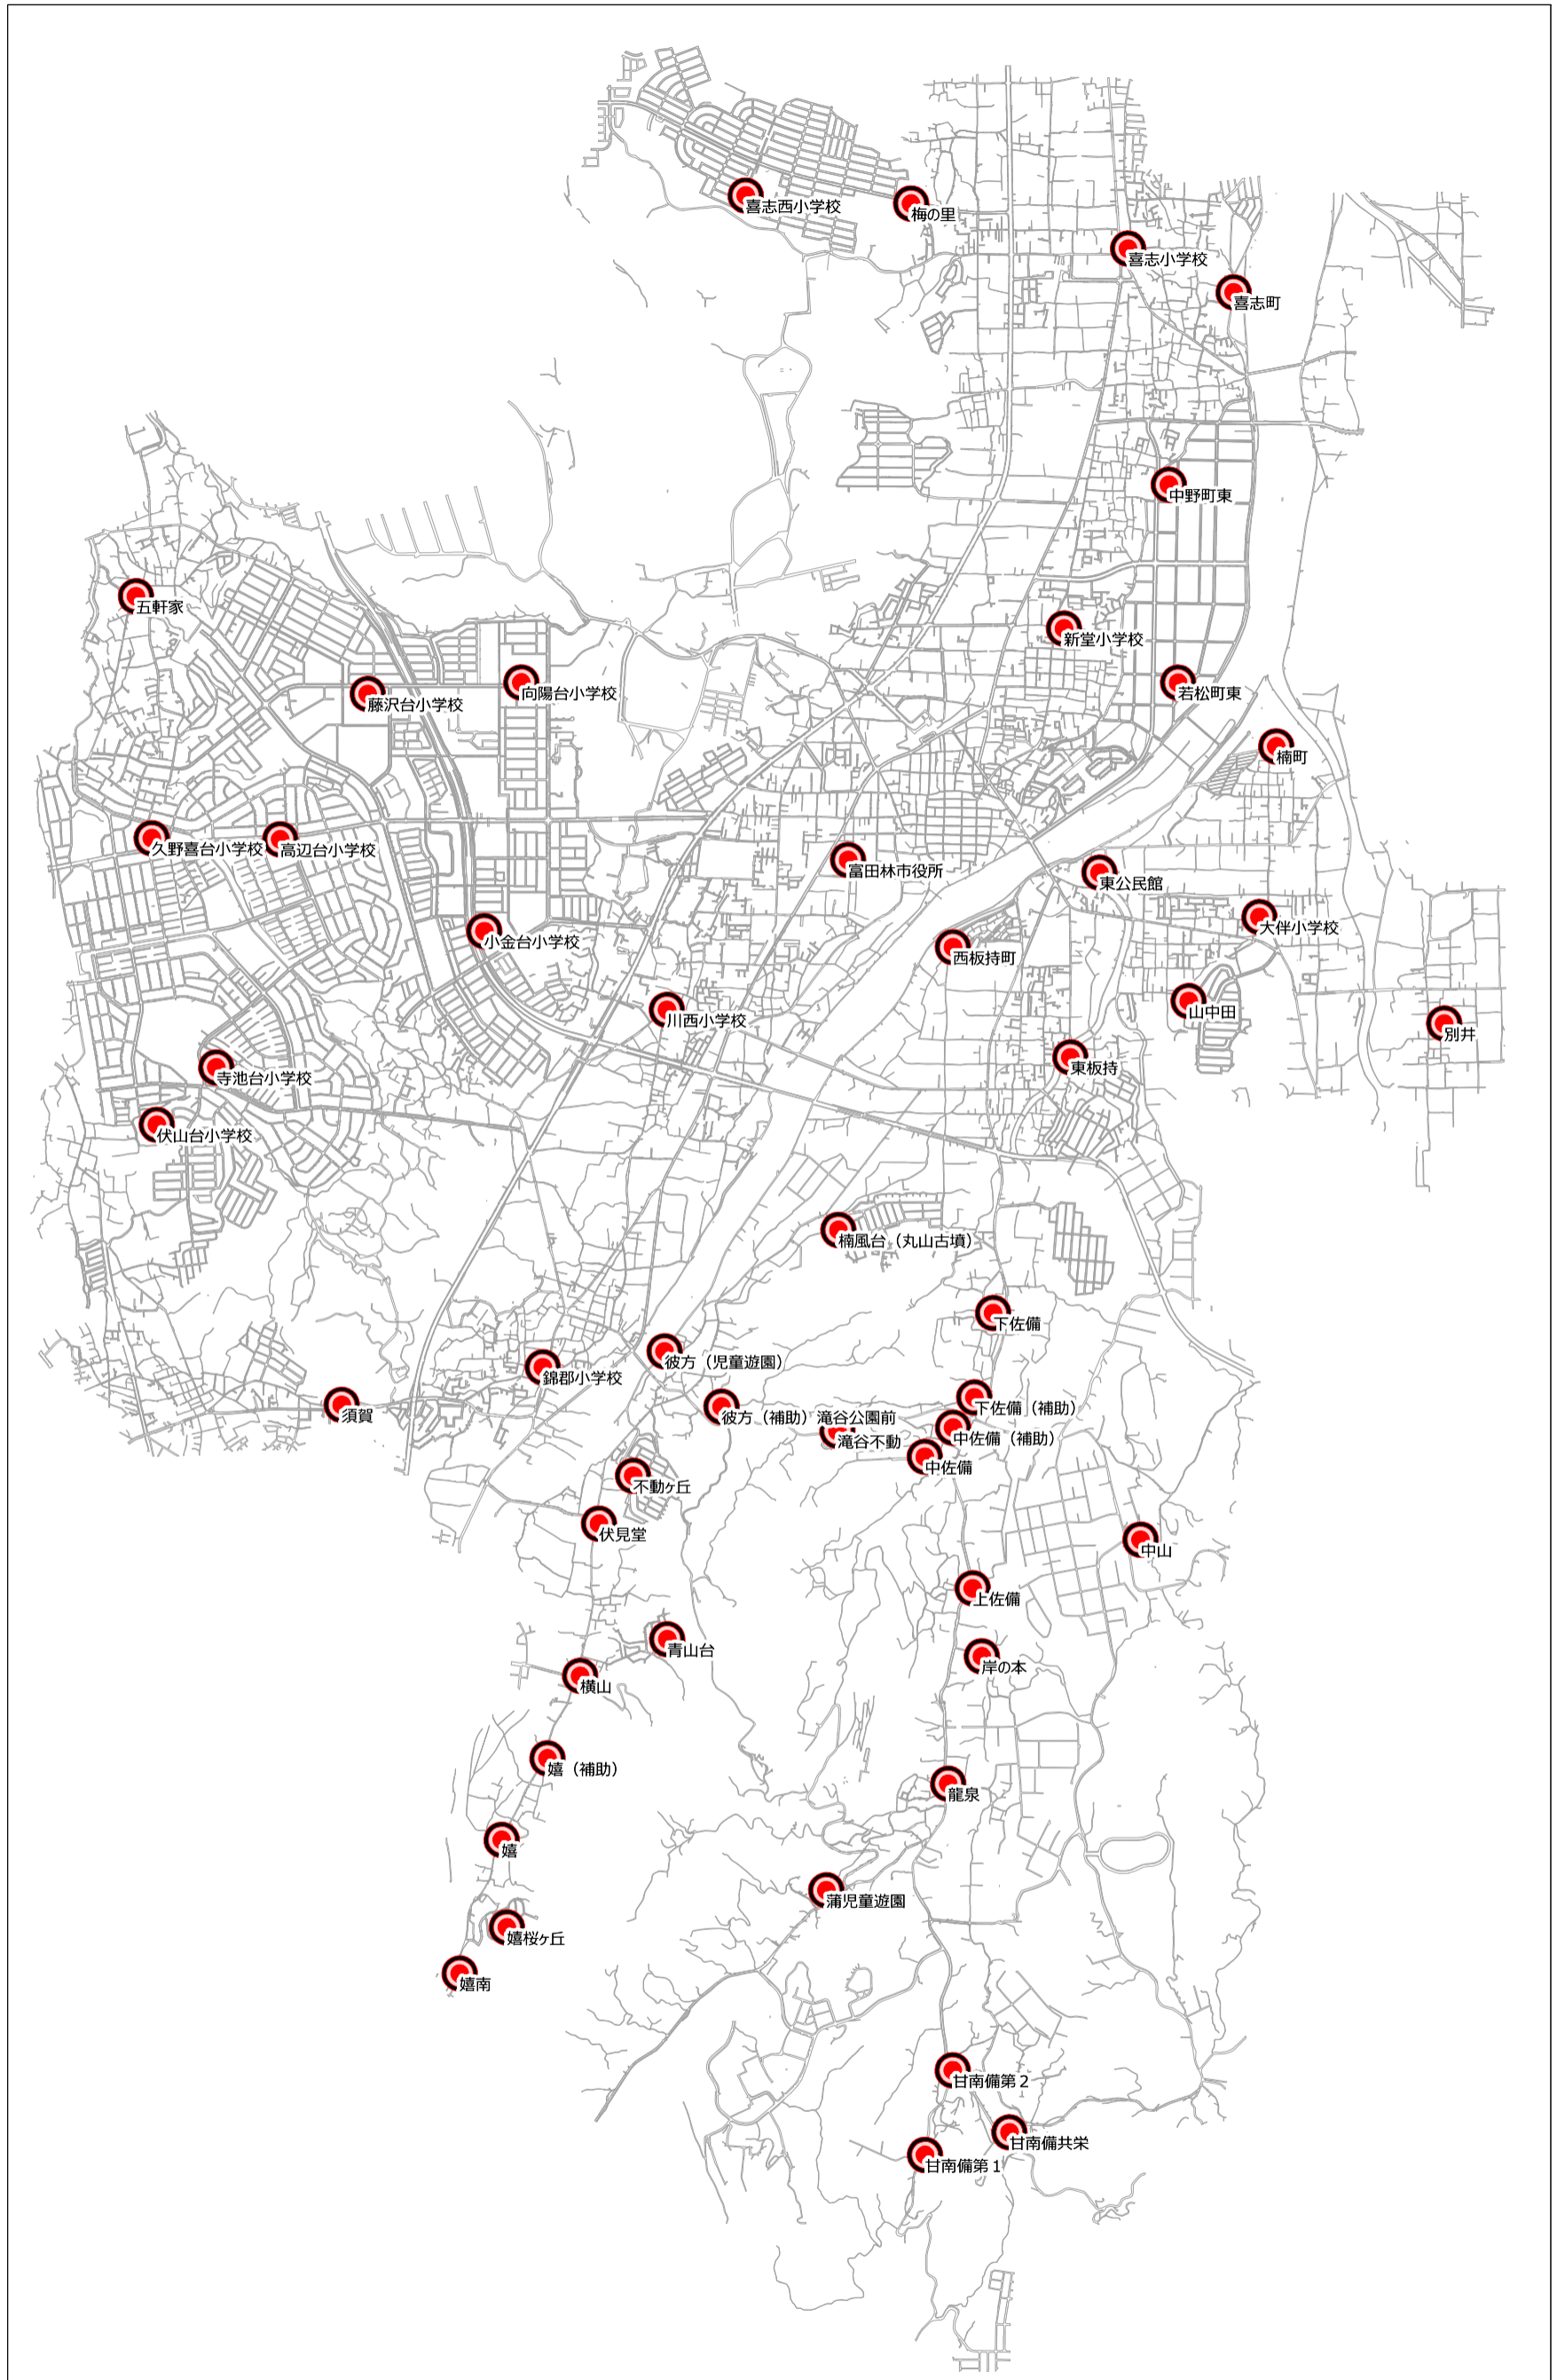 喜志西小学校
梅の里
喜志小学校
喜志町
中野町東
五軒家
新堂小学校
藤沢台小学校
向陽台小学校
若松町東
楠町
久野喜台小学校
高辺台小学校
富田林市役所
東公民館
大伴小学校
小金台小学校
西板持町
川西小学校
山中田
別井
東板持
寺池台小学校
伏山台小学校
楠風台（丸山古墳）
下佐備
彼方（児童遊園）
錦郡小学校
須賀
下佐備（補助）
彼方（補助）滝谷公園前
中佐備（補助）
滝谷不動
中佐備
不動ヶ丘
伏見堂
中山
上佐備
青山台
岸の本
横山
嬉（補助）
龍泉
嬉
蒲児童遊園
嬉桜ヶ丘
嬉南
甘南備第２
甘南備共栄
甘南備第１